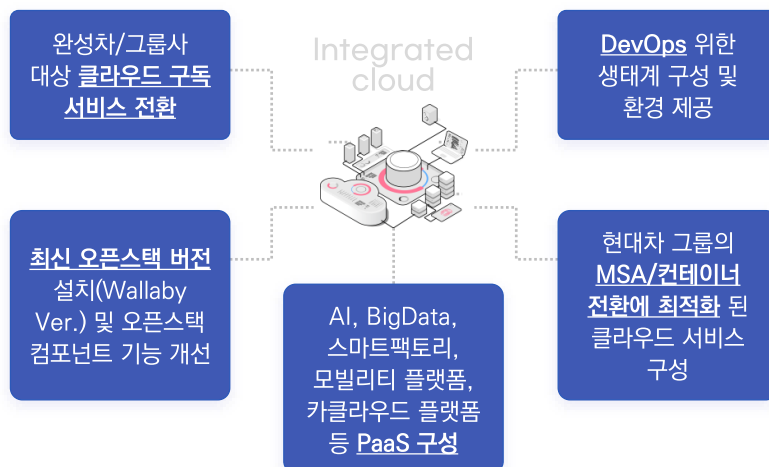 완성차/그룹사
대상 클라우드 구독
서비스 전환
Integrated
cloud
DevOps 위한
생태계 구성 및
환경 제공
최신 오픈스택 버전
설치(Wallaby
Ver.) 및 오픈스택
컴포넌트 기능 개선
AI, BigData,
스마트팩토리,
모빌리티 플랫폼,
카클라우드 플랫폼
등 PaaS 구성
현대차 그룹의
MSA/컨테이너
전환에 최적화 된
클라우드 서비스
구성